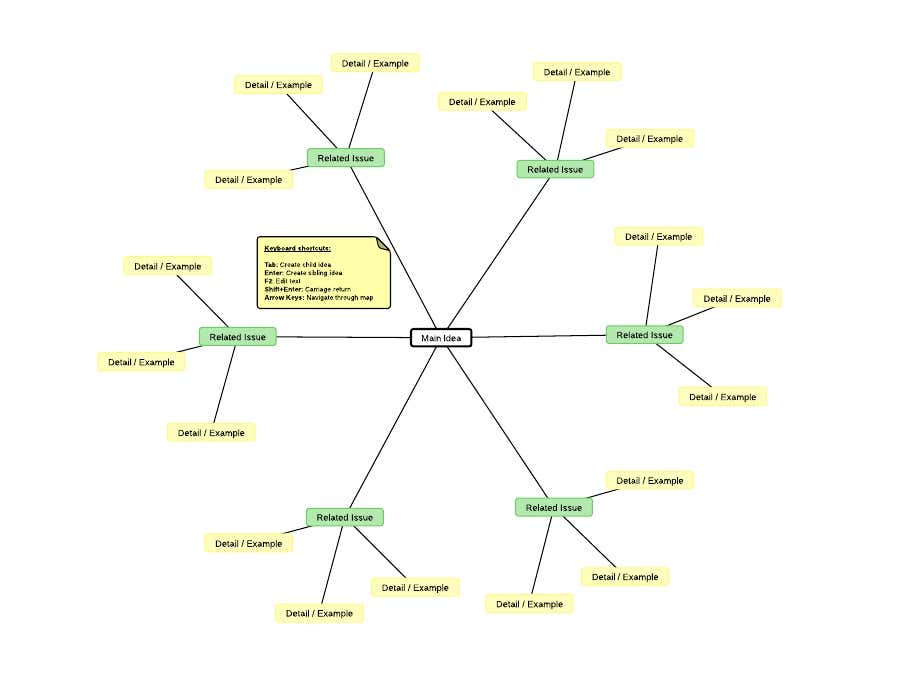 Detail / Example
Detail / Example
Detail / Example
Detail / Example
Detail / Example
Related Issue
Related Issue
Detail / Example
Detail / Example
Detail / Example
Keyboard shortcuts:
Tab: Create child idea
Enter: Create sibling idea
F2: Edit text
Shift+Enter: Carriage return
Arrow Keys: Navigate through map
Detail / Example
Detail / Example
Related Issue
Main Idea
Related Issue
Detail / Example
Detail / Example
Detail / Example
Detail / Example
Related Issue
Related Issue
Detail / Example
Detail / Example
Detail / Example
Detail / Example
Detail / Example